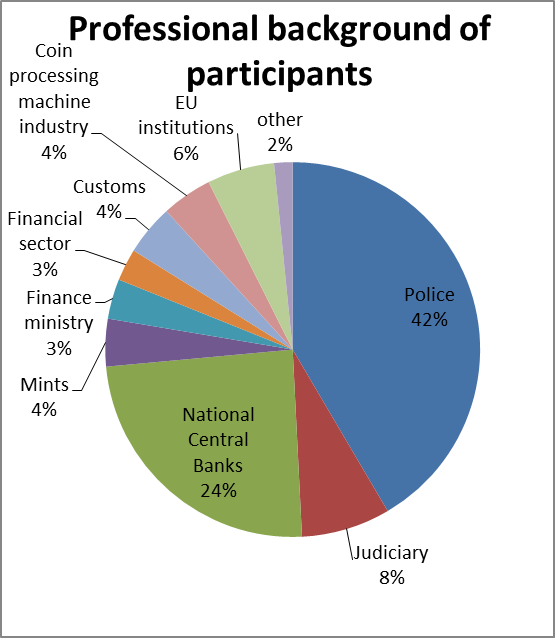 Professional background of
participants
Coin
processing
machine
industry
4%
EU
institutions
6%
other
2%
Customs
4%
Financial
sector
3%
Finance
ministry
3%
Mints
4%
Police
42%
National
Central
Banks
24%
Judiciary
8%